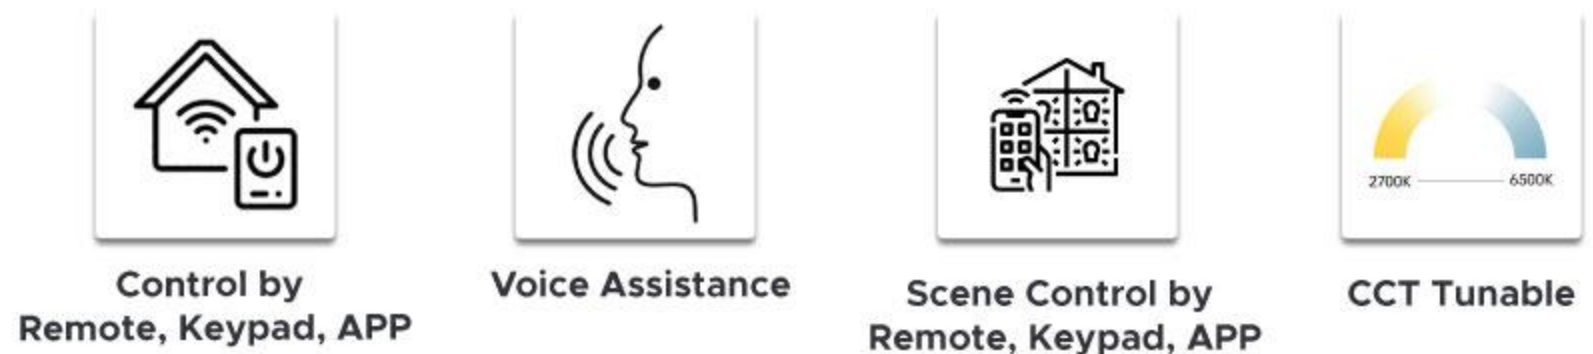 Control by
Remote, Keypad, APP
Voice Assistance
Scene Control by
Remote, Keypad, APP
2700K
6500K
CCT Tunable